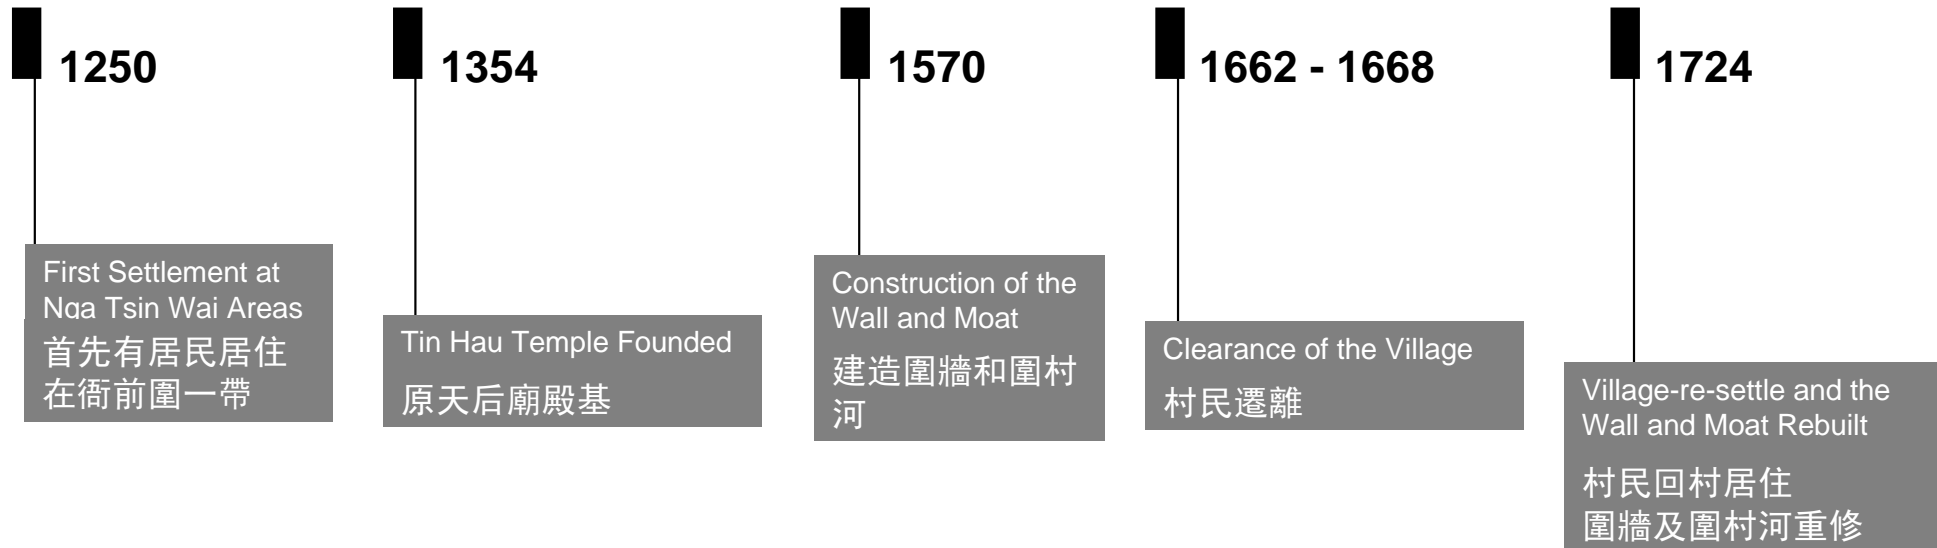 1250
First Settlement at
Nga Tsin Wai Areas
首先有居民居住
在衙前圍一帶
1354
Tin Hau Temple Founded
原天后廟殿基
1570
Construction of the
Wall and Moat
建造圍牆和圍村
河
1662 - 1668
Clearance of the Village
村民遷離
1724
Village-re-settle and the
Wall and Moat Rebuilt
村民回村居住
圍牆及圍村河重修